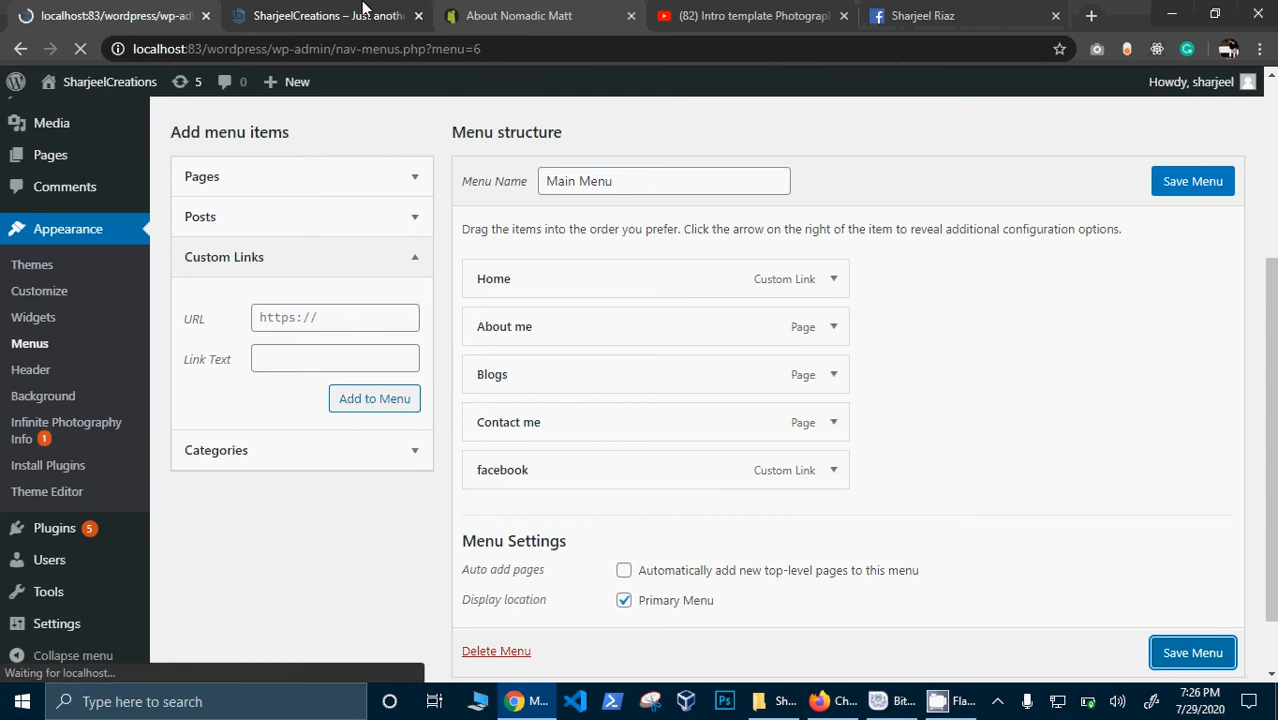 localhost:83/wordpress/wp-ad
SharjeelCreations – Just anoth
About Nomadic Matt
(82) Intro template Photograph
Sharjeel Riaz
localhost:83/wordpress/wp-admin/nav-menus.php?menu=6
SharjeelCreations
5
0
New
Howdy, sharjeel
Media
Pages
Comments
Appearance
Themes
Customize
Widgets
Menus
Header
Background
Infinite Photography
Info 1
Install Plugins
Theme Editor
Plugins 5
Users
Tools
Settings
Collapse menu
Waiting for localhost...
Add menu items
Pages
Posts
Custom Links
URL https://
Link Text
Add to Menu
Categories
Menu structure
Menu Name Main Menu
Save Menu
Drag the items into the order you prefer. Click the arrow on the right of the item to reveal additional configuration options.
Home Custom Link
About me Page
Blogs Page
Contact me Page
facebook Custom Link
Menu Settings
Auto add pages Automatically add new top-level pages to this menu
Display location Primary Menu
Delete Menu
Save Menu
Type here to search
M...
Ps
Sh...
Ch...
Bit...
Fla...
7:26 PM
7/29/2020